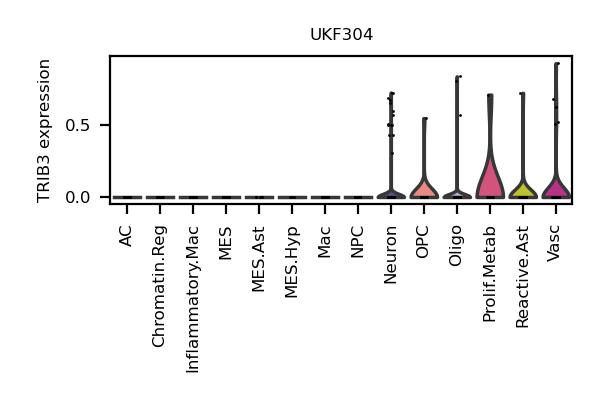 UKF304
TRIB3 expression
0.5
0.0
AC
Chromatin.Reg
Inflammatory.Mac
MES
MES.Ast
MES.Hyp
Mac
NPC
Neuron
OPC
Oligo
Prolif.Metab
Reactive.Ast
Vasc